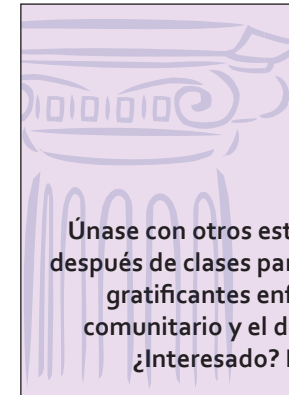 Únase con otros est
después de clases par
gratificantes enf
comunitario y el d
¿Interesado?